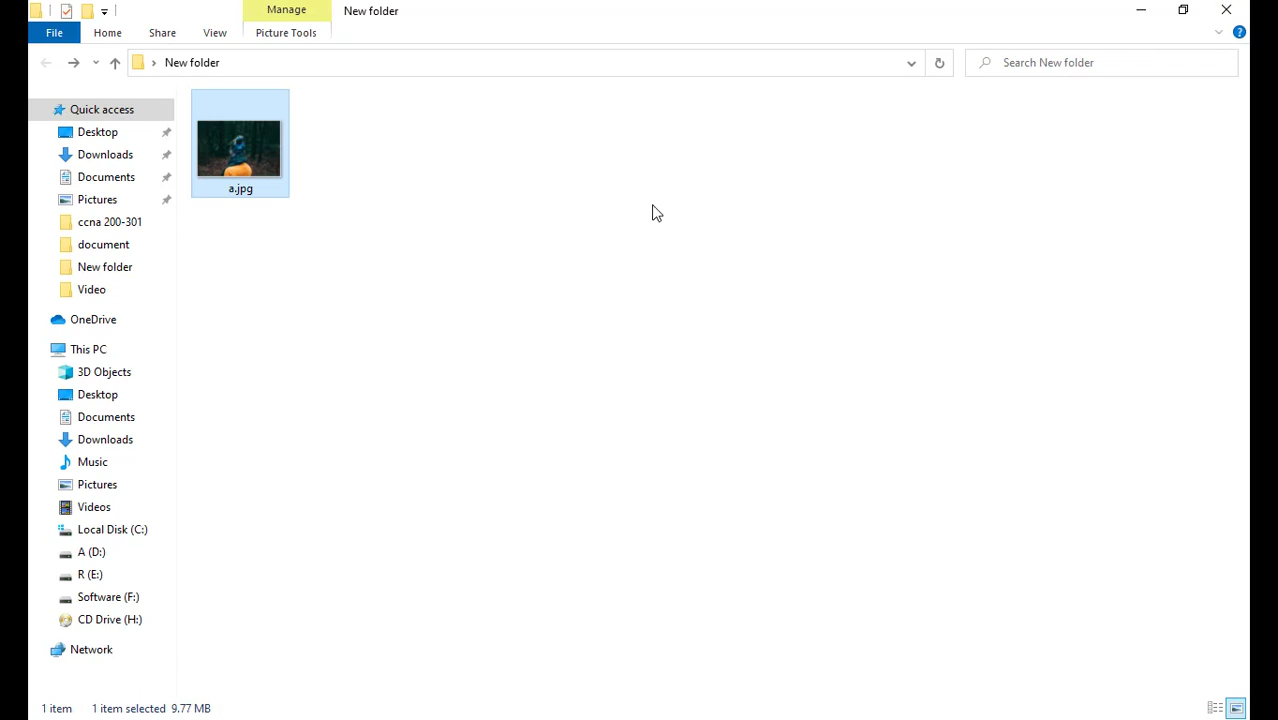 Manage
New folder
File
Home
Share
View
Picture Tools
New folder
Search New folder
Quick access
Desktop
Downloads
Documents
Pictures
ccna 200-301
document
New folder
Video
OneDrive
This PC
3D Objects
Desktop
Documents
Downloads
Music
Pictures
Videos
Local Disk (C:)
A (D:)
R (E:)
Software (F:)
CD Drive (H:)
Network
a.jpg
1 item
1 item selected 9.77 MB